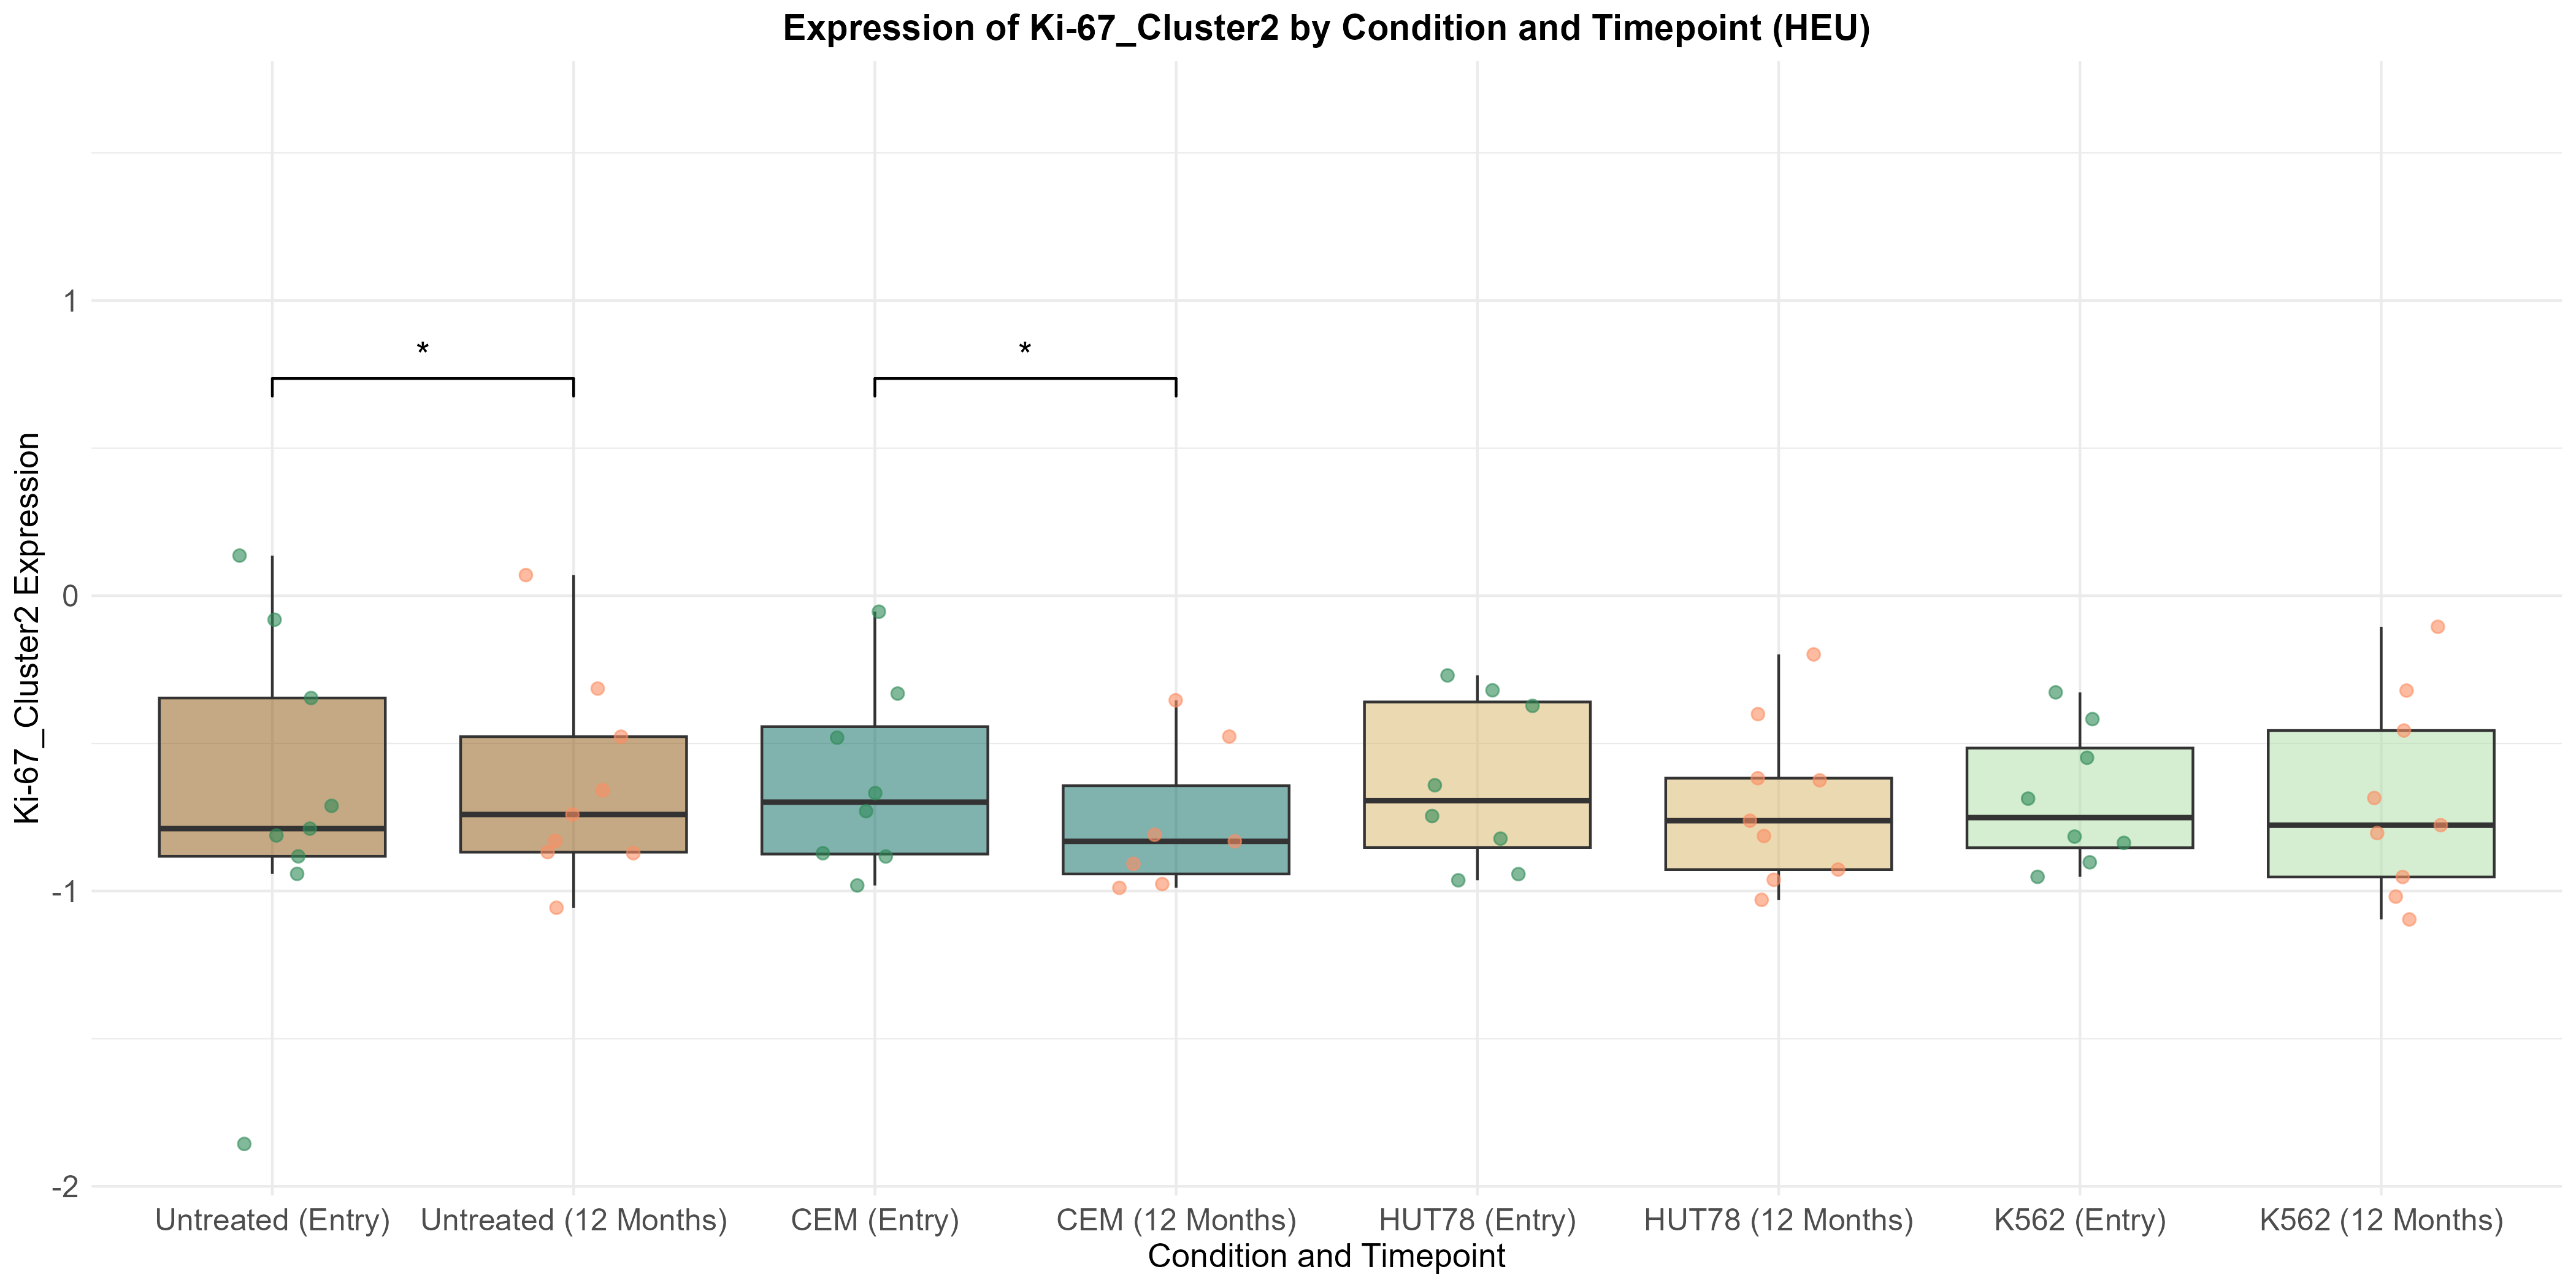 Expression of Ki-67_Cluster2 by Condition and Timepoint (HEU)
Ki-67_Cluster2 Expression
1
0
-1
-2
*
*
Untreated (Entry)
Untreated (12 Months)
CEM (Entry)
CEM (12 Months)
HUT78 (Entry)
HUT78 (12 Months)
K562 (Entry)
K562 (12 Months)
Condition and Timepoint